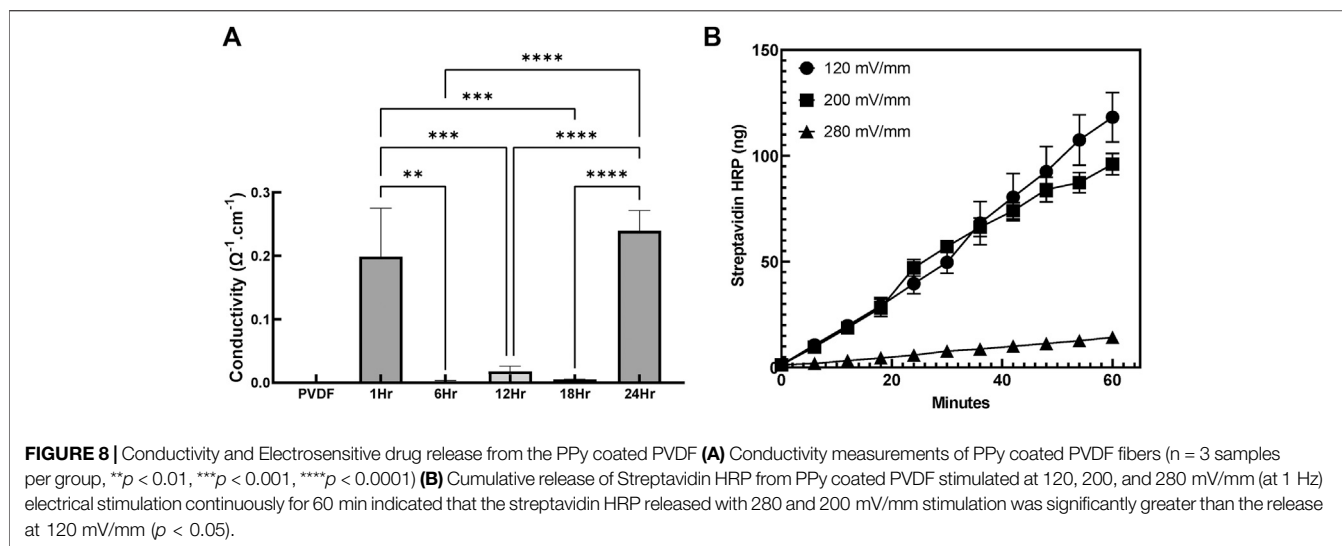 A
****
***
***
****
**
****
Conductivity (Ω⁻¹.cm⁻¹)
0.3
0.2
0.1
0.0
PVDF 1Hr 6Hr 12Hr 18Hr 24Hr
B
Streptavidin HRP (ng)
150
100
50
0
120 mV/mm
200 mV/mm
280 mV/mm
0 20 40 60
Minutes
FIGURE 8 | Conductivity and Electrosensitive drug release from the PPy coated PVDF (A) Conductivity measurements of PPy coated PVDF fibers (n = 3 samples
per group, **p < 0.01, ***p < 0.001, ****p < 0.0001) (B) Cumulative release of Streptavidin HRP from PPy coated PVDF stimulated at 120, 200, and 280 mV/mm (at 1 Hz)
electrical stimulation continuously for 60 min indicated that the streptavidin HRP released with 280 and 200 mV/mm stimulation was significantly greater than the release
at 120 mV/mm (p < 0.05).